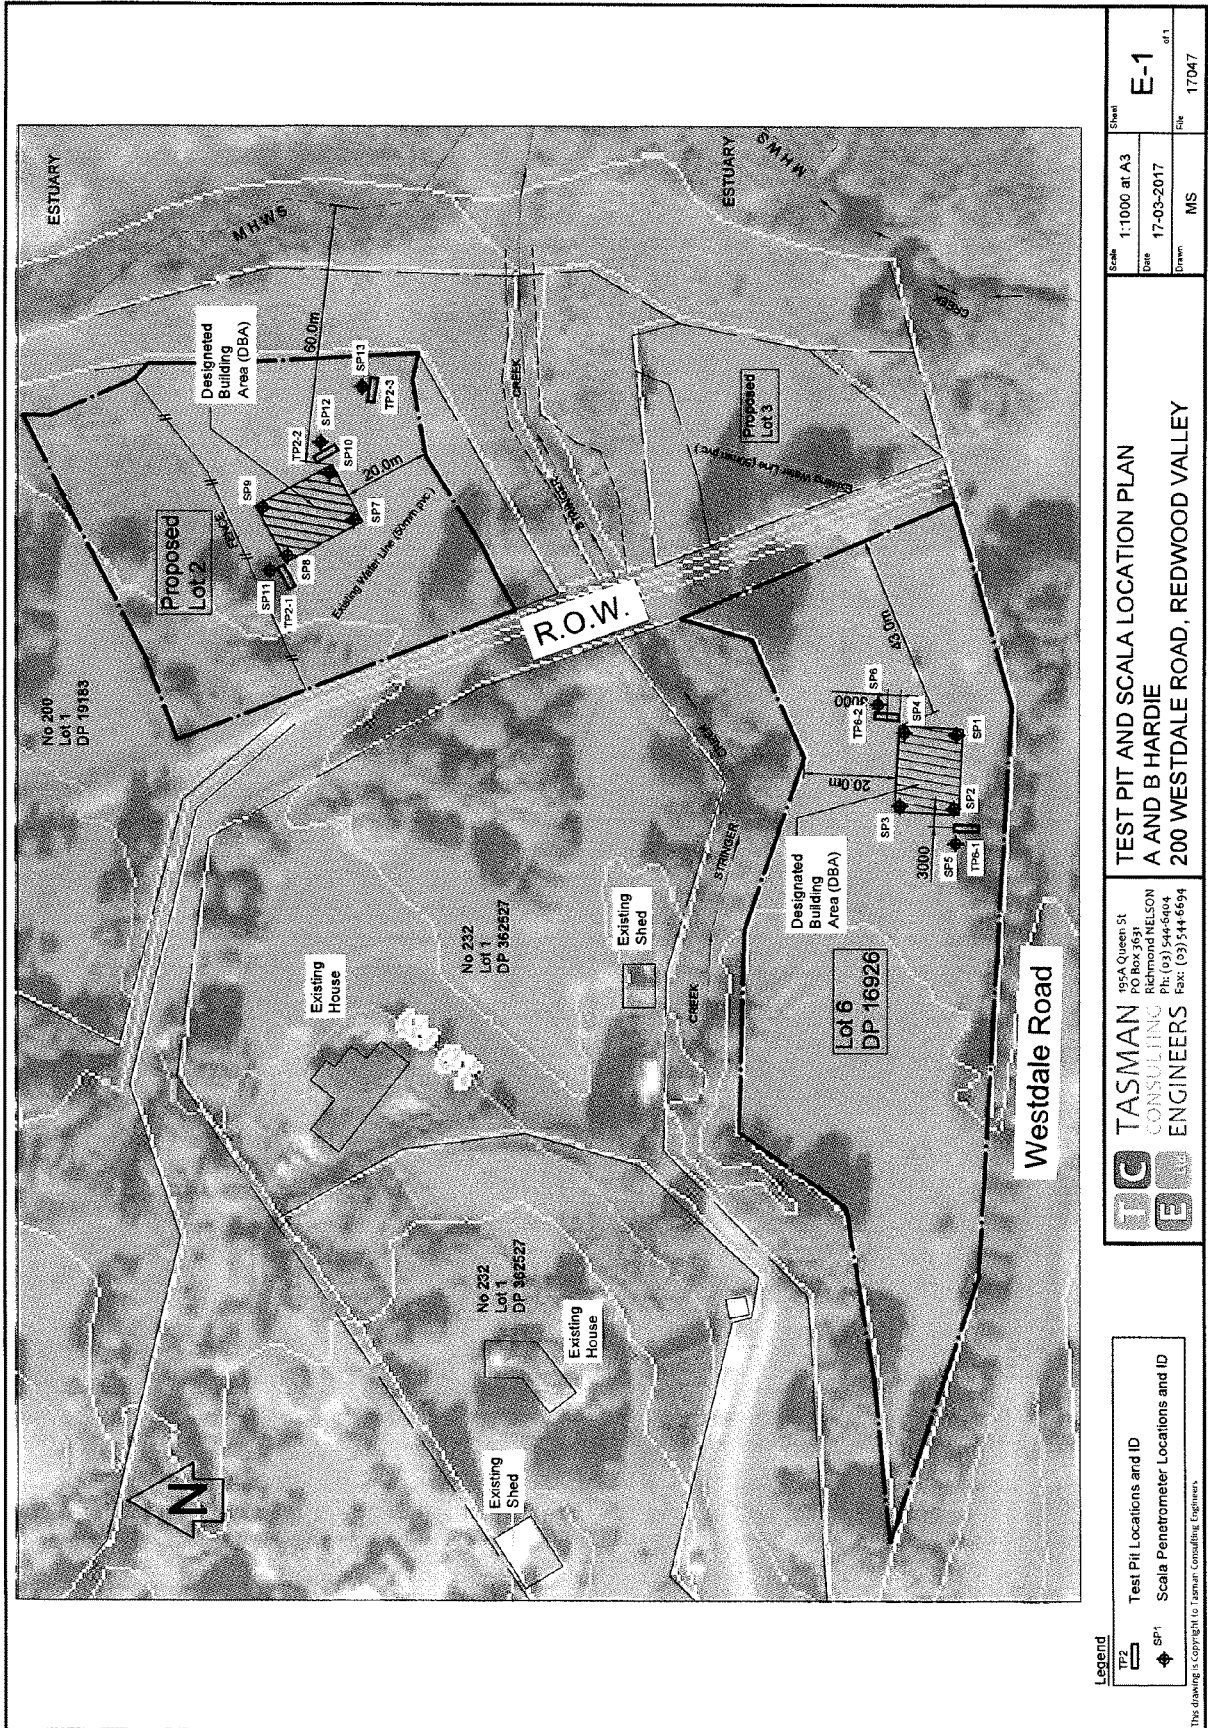 ESTUARY
M H W S
No 200
Lot 1
DP 19183
Proposed
Lot 2
Designated
Building
Area (DBA)
60.0m
FENCE
SP9
SP11
TP2-1
SP8
SP7
SP10
TP2-2
SP12
SP13
TP2-3
20.0m
Existing Water Line (50mm pvc)
CREEK
STRINGER
ESTUARY
M H W S
CREEK
Proposed
Lot 3
Existing Water Line (50mm pvc)
R.O.W.
No 232
Lot 1
DP 362527
Existing
House
Existing
Shed
CREEK
STRINGER
CREEK
No 232
Lot 1
DP 362527
Existing
House
Existing
Shed
N
Designated
Building
Area (DBA)
20.0m
43.0m
3000
TP6-2
SP6
SP4
SP1
SP3
SP2
3000
SP5
TP6-1
Lot 6
DP 16926
Westdale Road
Legend
TP2
Test Pit Locations and ID
SP1
Scala Penetrometer Locations and ID
This drawing is Copyright to Tasman Consulting Engineers
T C E
TASMAN
CONSULTING
ENGINEERS
195A Queen St
PO Box 3631
Richmond NELSON
Ph: (03) 544-6404
Fax: (03) 544-6694
TEST PIT AND SCALA LOCATION PLAN
A AND B HARDIE
200 WESTDALE ROAD, REDWOOD VALLEY
Scale
1:1000 at A3
Date
17-03-2017
Drawn
MS
Sheet
E-1
of 1
File
17047